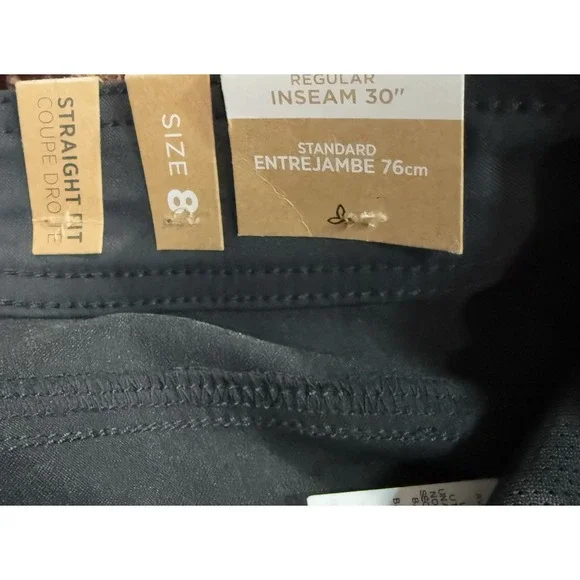 STRAIGHT FIT
COUPE DROITE
SIZE 8
REGULAR
INSEAM 30"
STANDARD
ENTREJAMBE 76cm